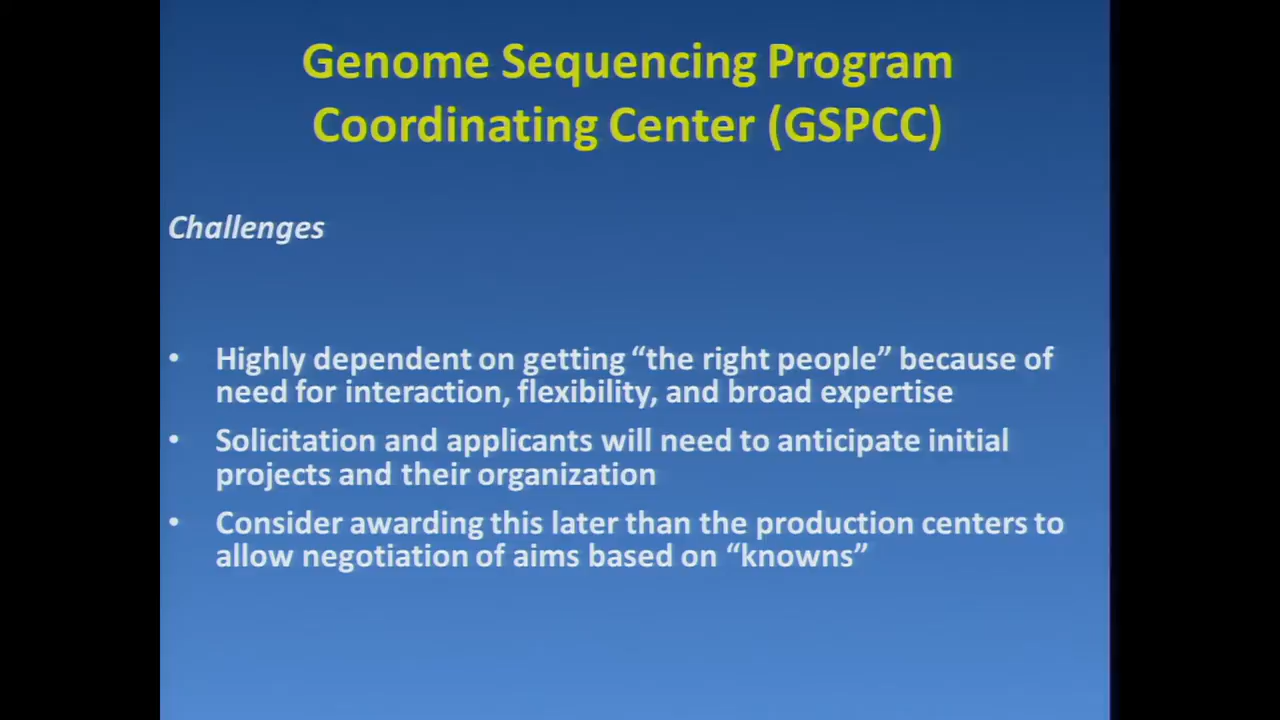 Genome Sequencing Program
Coordinating Center (GSPCC)
Challenges
• Highly dependent on getting “the right people” because of
need for interaction, flexibility, and broad expertise
• Solicitation and applicants will need to anticipate initial
projects and their organization
• Consider awarding this later than the production centers to
allow negotiation of aims based on “knowns”